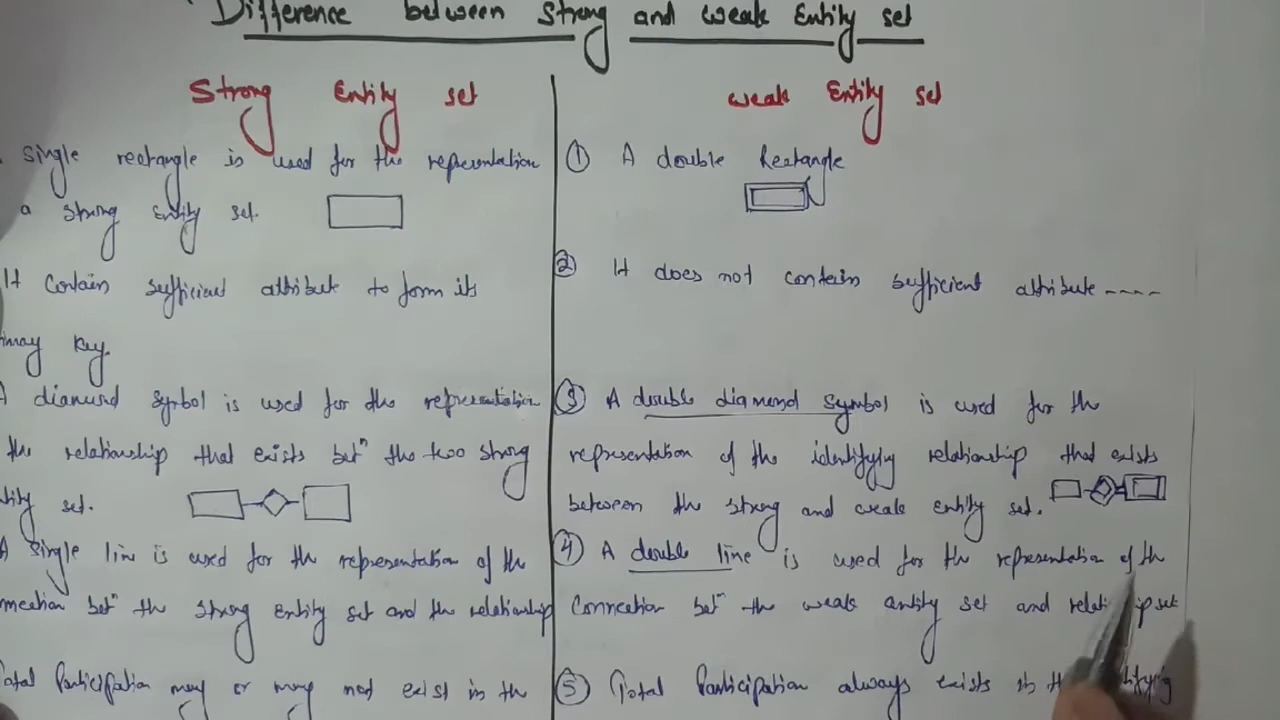 Difference between Strong and weak Entity set
Strong Entity set
single rectangle is used for the representation
a strong Entity set.
It contain sufficient attribute to form its
key.
A diamond symbol is used for the representation
the relationship that exists betn the two strong
set.
A single line is used for the representation of the
betn the strong entity set and the relationship
Participation may or may not exist in the
weak Entity set
① A double Rectangle
② It does not contain sufficient attribute ----
③ A double diamond symbol is used for the
representation of the identifying relationship that exists
between the strong and weak entity set.
④ A double line is used for the representation of the
Connection betn the weak entity set and set
⑤ Total Participation always exists in